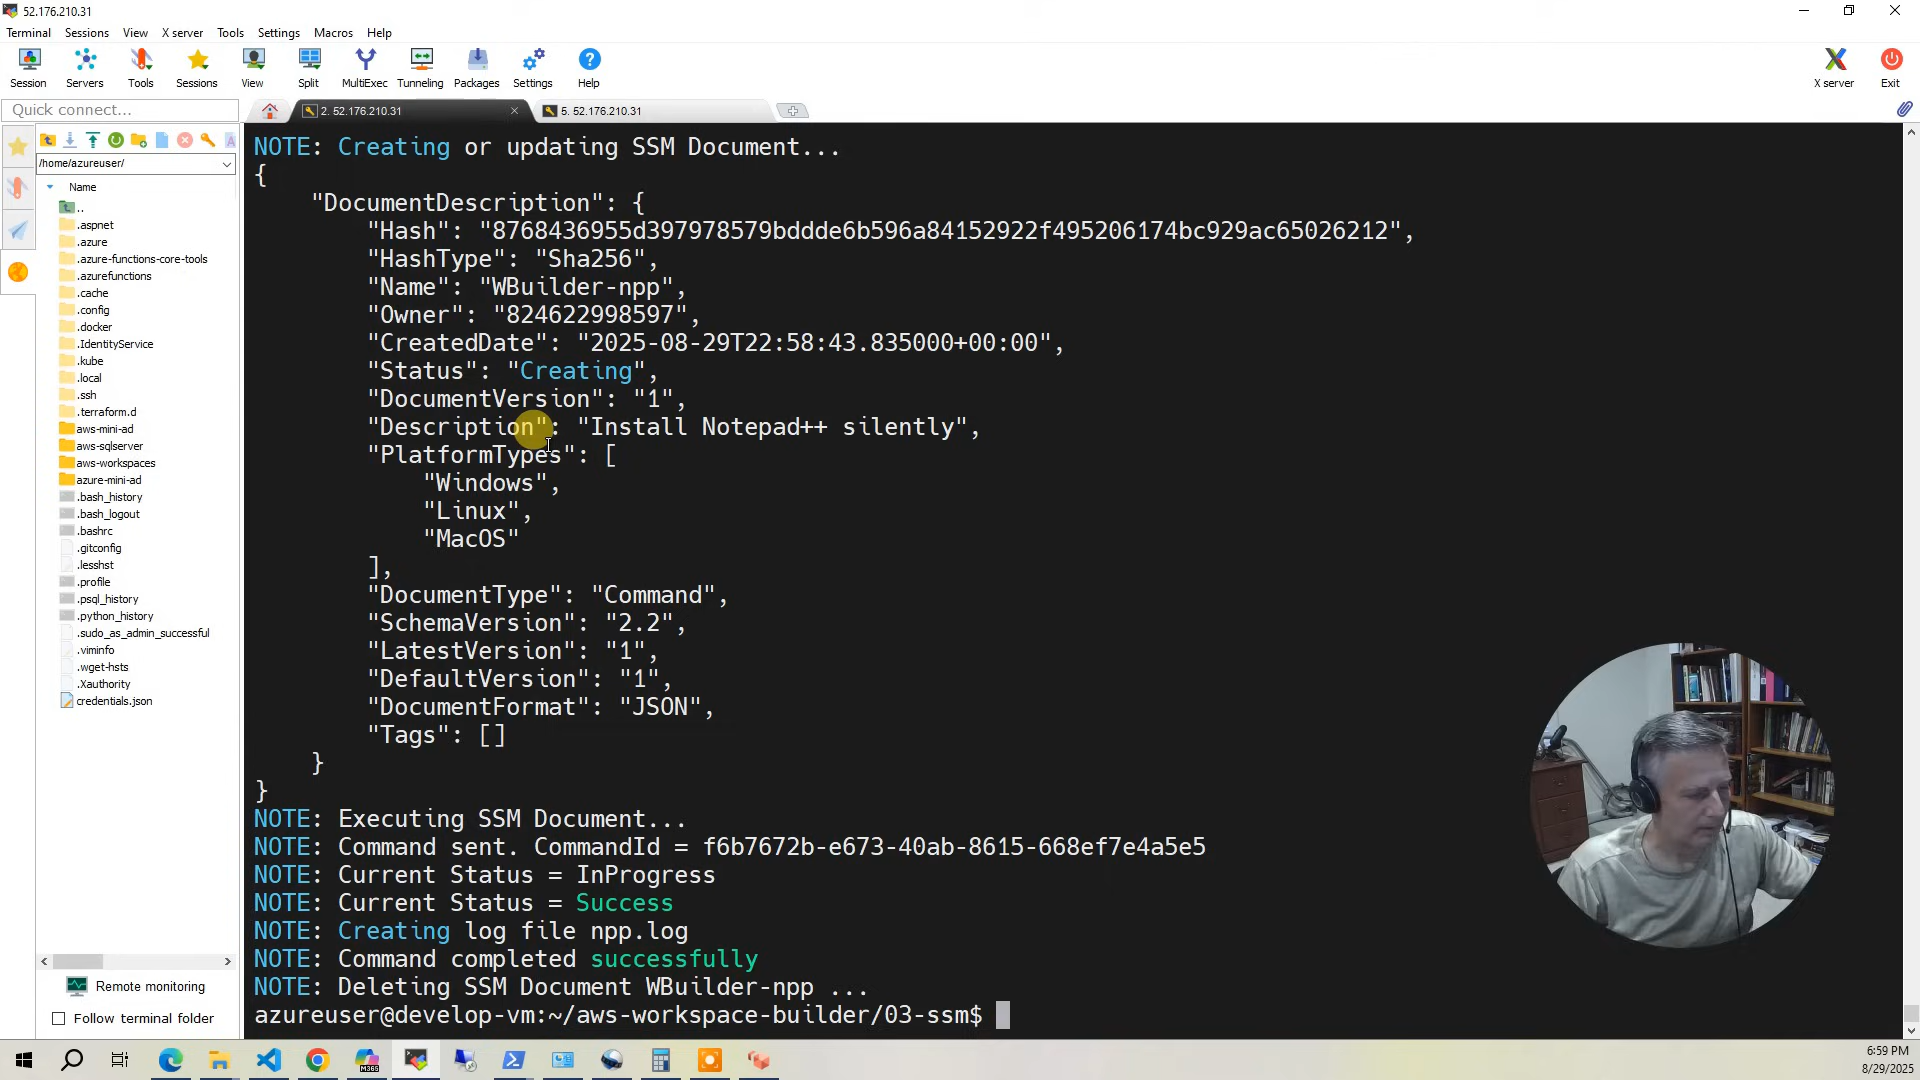 52.176.210.31
Terminal Sessions View X server Tools Settings Macros Help
Session Servers Tools Sessions View Split MultiExec Tunneling Packages Settings Help X server Exit
Quick connect...
2. 52.176.210.31
5. 52.176.210.31
/home/azureuser/
Name
..
.aspnet
.azure
.azure-functions-core-tools
.azurefunctions
.cache
.config
.docker
.IdentityService
.kube
.local
.ssh
.terraform.d
aws-mini-ad
aws-sqlserver
aws-workspaces
azure-mini-ad
.bash_history
.bash_logout
.bashrc
.gitconfig
.lesshst
.profile
.psql_history
.python_history
.sudo_as_admin_successful
.viminfo
.wget-hsts
.Xauthority
credentials.json
Remote monitoring
Follow terminal folder
NOTE: Creating or updating SSM Document...
{
"DocumentDescription": {
"Hash": "8768436955d397978579bddde6b596a84152922f495206174bc929ac65026212",
"HashType": "Sha256",
"Name": "WBuilder-npp",
"Owner": "824622998597",
"CreatedDate": "2025-08-29T22:58:43.835000+00:00",
"Status": "Creating",
"DocumentVersion": "1",
"Description": "Install Notepad++ silently",
"PlatformTypes": [
"Windows",
"Linux",
"MacOS"
],
"DocumentType": "Command",
"SchemaVersion": "2.2",
"LatestVersion": "1",
"DefaultVersion": "1",
"DocumentFormat": "JSON",
"Tags": []
}
}
NOTE: Executing SSM Document...
NOTE: Command sent. CommandId = f6b7672b-e673-40ab-8615-668ef7e4a5e5
NOTE: Current Status = InProgress
NOTE: Current Status = Success
NOTE: Creating log file npp.log
NOTE: Command completed successfully
NOTE: Deleting SSM Document WBuilder-npp ...
azureuser@develop-vm:~/aws-workspace-builder/03-ssm$
M365
6:59 PM
8/29/2025